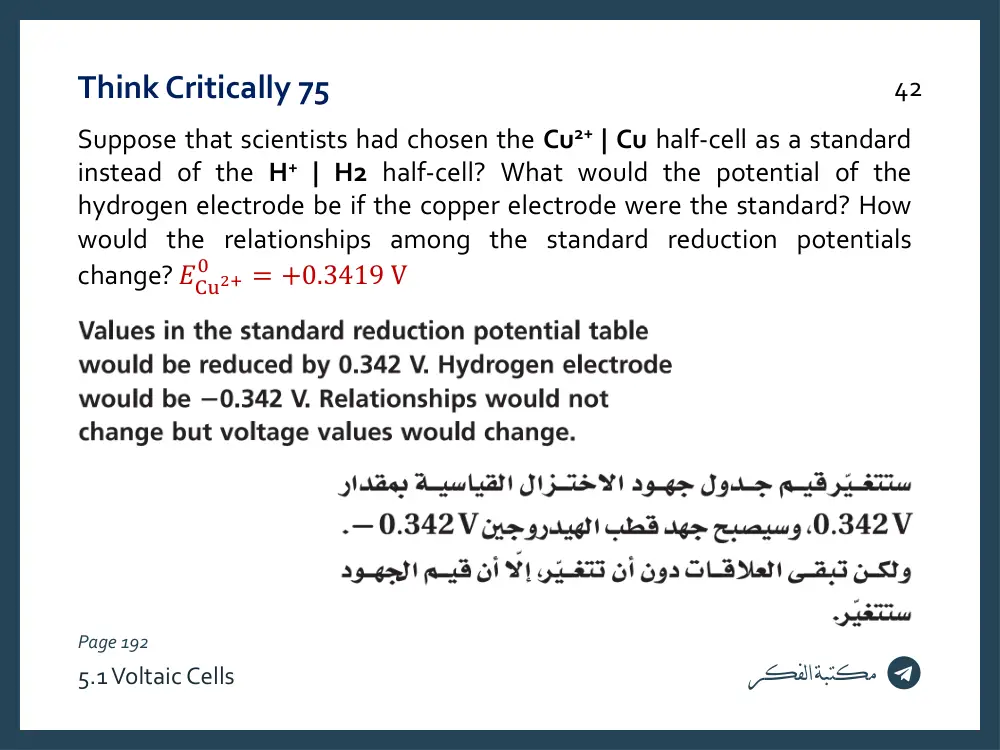 Think Critically 75
42
Suppose that scientists had chosen the Cu²⁺ | Cu half-cell as a standard
instead of the H⁺ | H2 half-cell? What would the potential of the
hydrogen electrode be if the copper electrode were the standard? How
would the relationships among the standard reduction potentials
change? E⁰Cu²⁺ = +0.3419 V
Values in the standard reduction potential table
would be reduced by 0.342 V. Hydrogen electrode
would be −0.342 V. Relationships would not
change but voltage values would change.
ستتغيّر قيم جدول جهود الاختزال القياسية بمقدار
0.342 V، وسيصبح جهد قطب الهيدروجين 0.342 V −.
ولكن تبقى العلاقات دون أن تتغيّر، إلّا أن قيم الجهود
ستتغيّر.
Page 192
5.1 Voltaic Cells
مكتبة الفكر